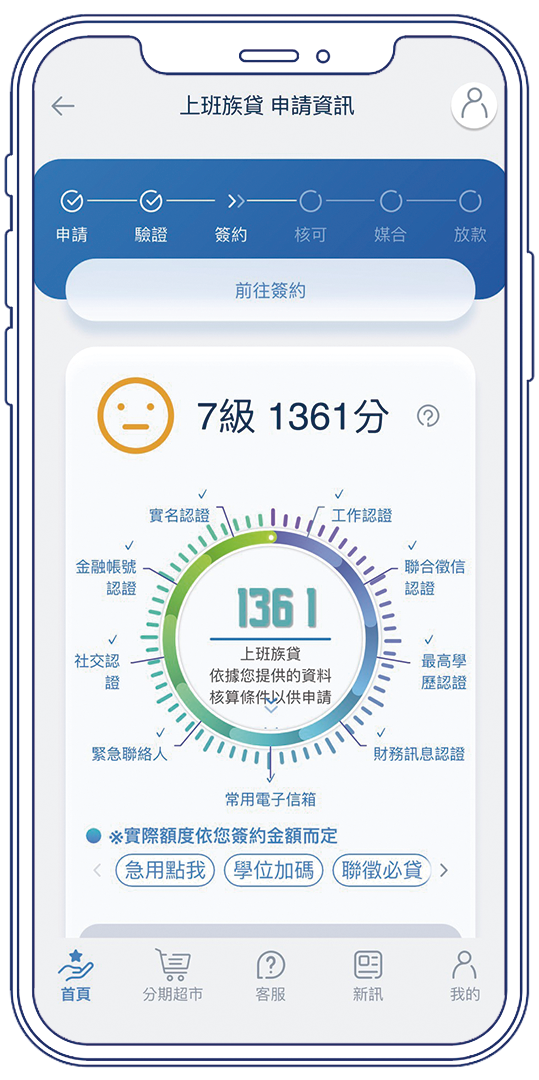 上班族貸 申請資訊
申請 驗證 簽約 核可 媒合 放款
前往簽約
7級 1361分
實名認證 工作認證
金融帳號
認證
聯合徵信
認證
社交認
證
最高學
歷認證
1361
上班族貸
依據您提供的資料
核算條件以供申請
緊急聯絡人 財務訊息認證
常用電子信箱
※實際額度依您簽約金額而定
急用點我 學位加碼 聯徵必貸
首頁 分期超市 客服 新訊 我的